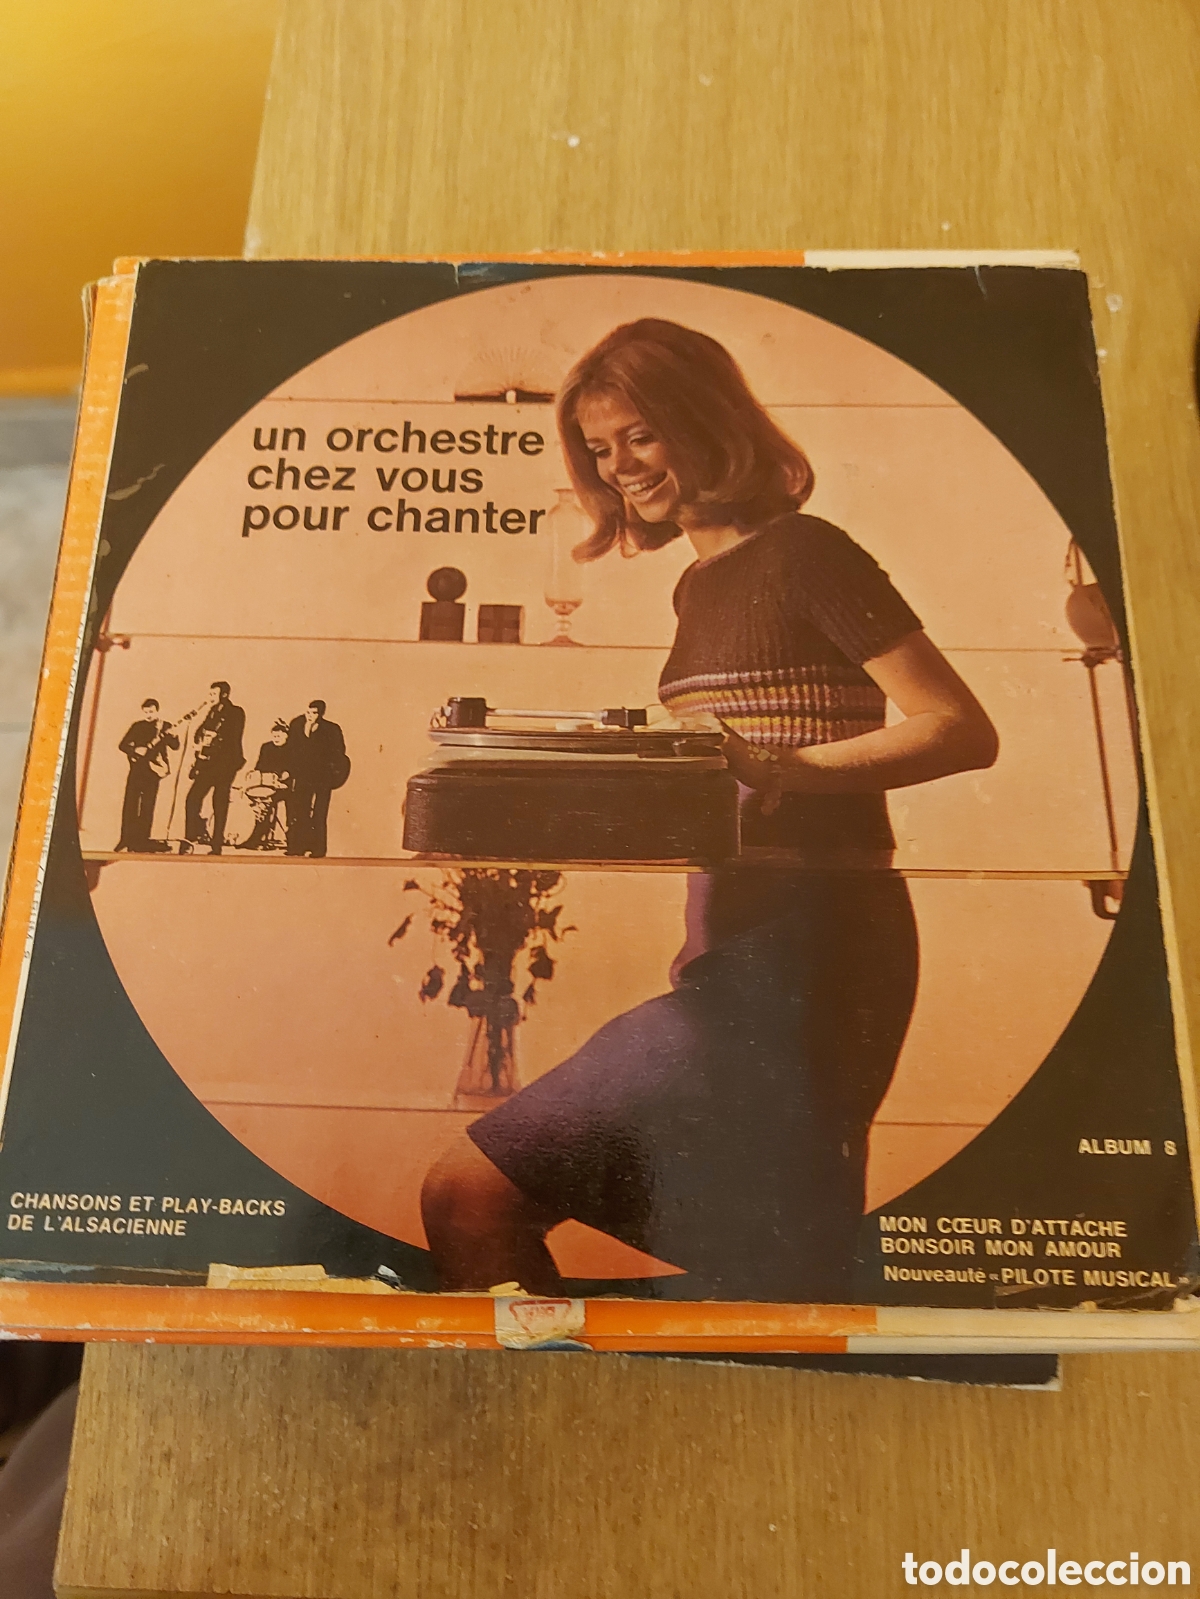 un orchestre
chez vous
pour chanter
ALBUM 8
CHANSONS ET PLAY-BACKS
DE L'ALSACIENNE
MON CŒUR D'ATTACHE
BONSOIR MON AMOUR
Nouveauté «PILOTE MUSICAL»
todocoleccion